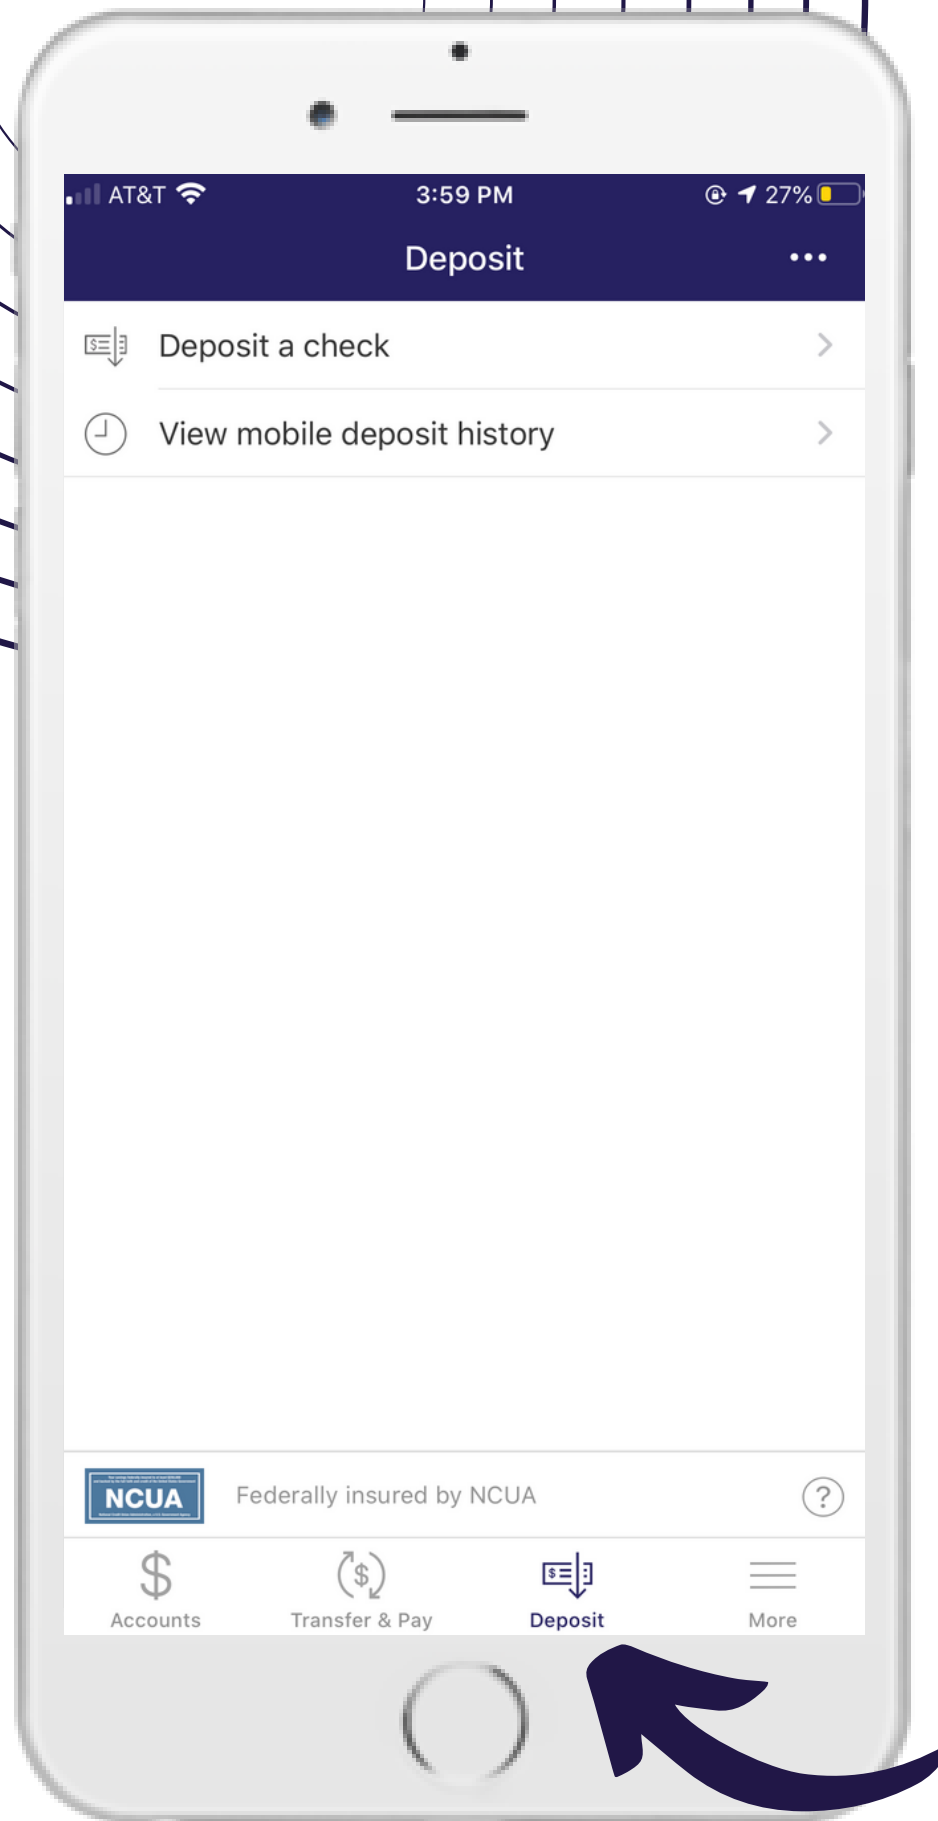 AT&T
3:59 PM
27%
Deposit
Deposit a check
View mobile deposit history
NCUA
Federally insured by NCUA
?
Accounts
Transfer & Pay
Deposit
More